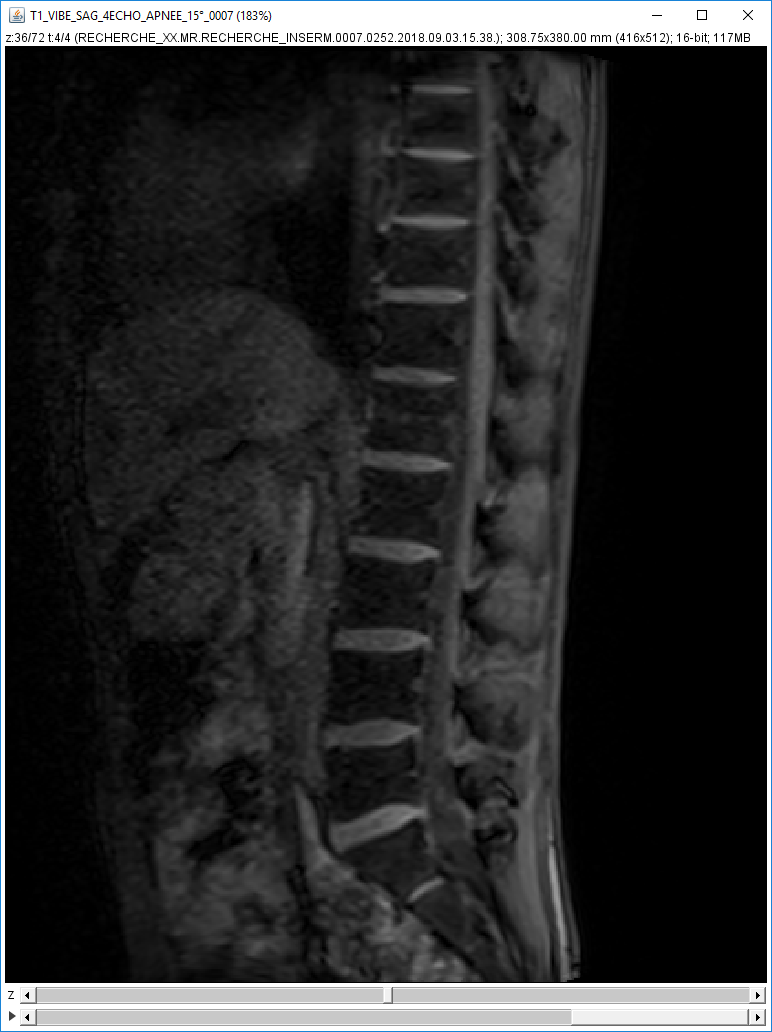 T1_VIBE_SAG_4ECHO_APNEE_15°_0007 (183%)
z:36/72 t:4/4 (RECHERCHE_XX.MR.RECHERCHE_INSERM.0007.0252.2018.09.03.15.38.); 308.75x380.00 mm (416x512); 16-bit; 117MB
z